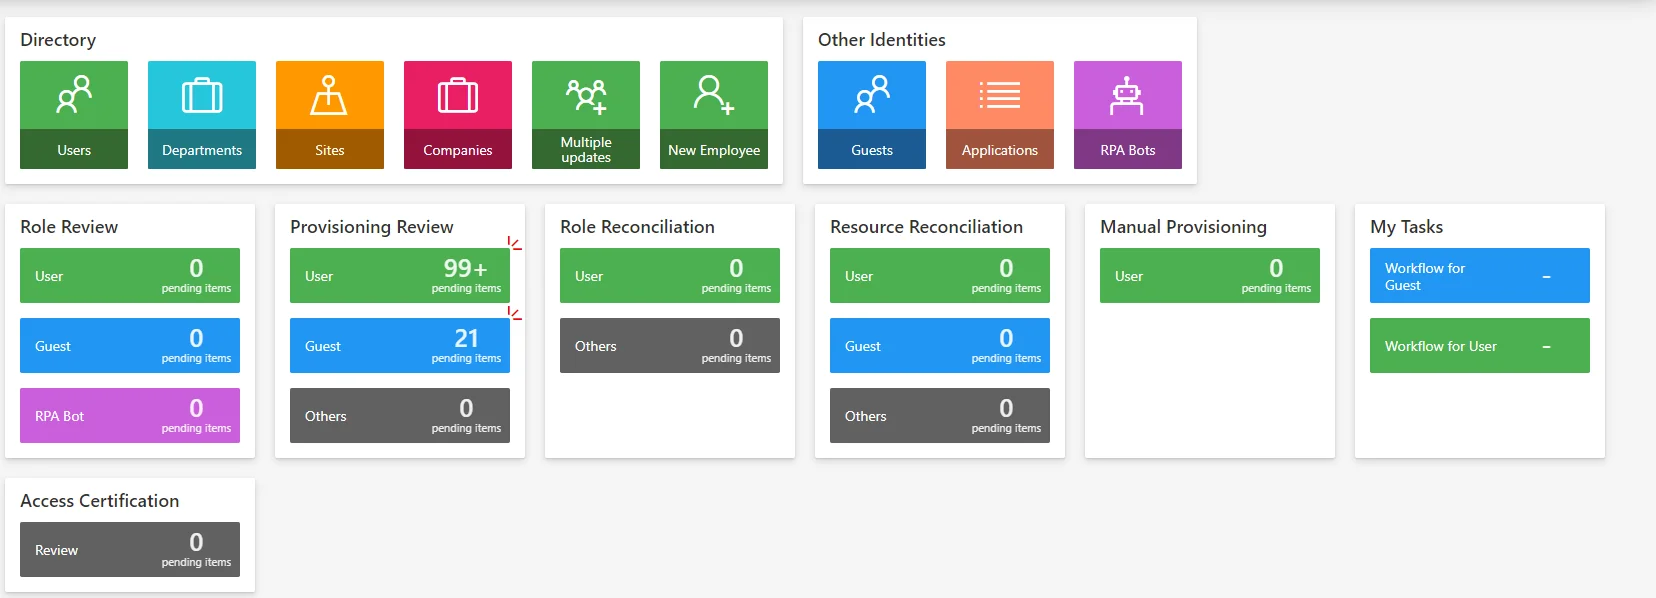 Directory
Users
Departments
Sites
Companies
Multiple
updates
New Employee
Other Identities
Guests
Applications
RPA Bots
Role Review
User
0
pending items
Guest
0
pending items
RPA Bot
0
pending items
Provisioning Review
User
99+
pending items
Guest
21
pending items
Others
0
pending items
Role Reconciliation
User
0
pending items
Others
0
pending items
Resource Reconciliation
User
0
pending items
Guest
0
pending items
Others
0
pending items
Manual Provisioning
User
0
pending items
My Tasks
Workflow for
Guest
–
Workflow for User
–
Access Certification
Review
0
pending items